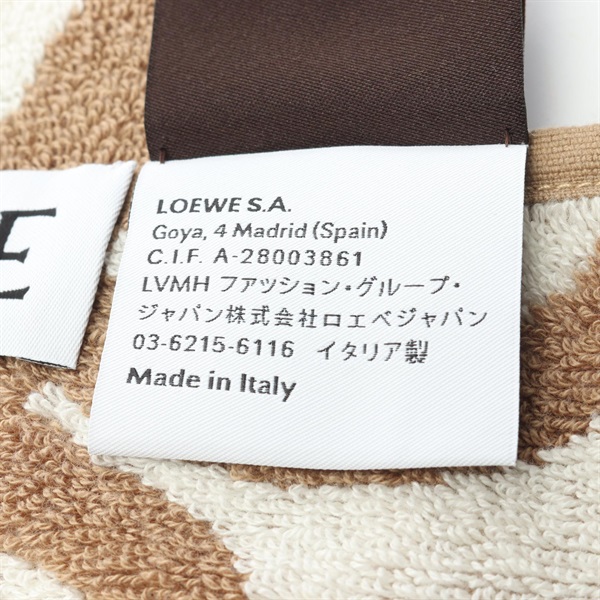 LOEWE S.A.
Goya, 4 Madrid (Spain)
C.I.F. A-28003861
LVMH ファッション・グループ・
ジャパン株式会社ロエベジャパン
03-6215-6116 イタリア製
Made in Italy
E